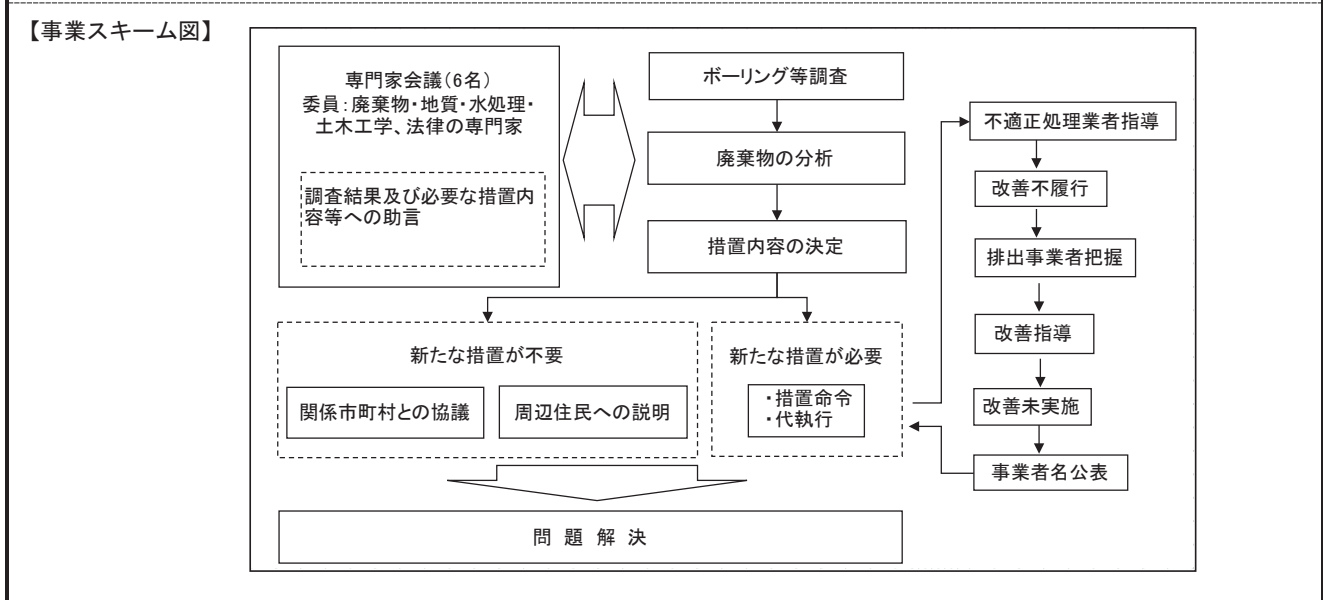 【事業スキーム図】
専門家会議(6名)
委員:廃棄物・地質・水処理・
土木工学、法律の専門家
調査結果及び必要な措置内
容等への助言
ボーリング等調査
廃棄物の分析
措置内容の決定
新たな措置が不要
関係市町村との協議
周辺住民への説明
新たな措置が必要
・措置命令
・代執行
不適正処理業者指導
改善不履行
排出事業者把握
改善指導
改善未実施
事業者名公表
問 題 解 決